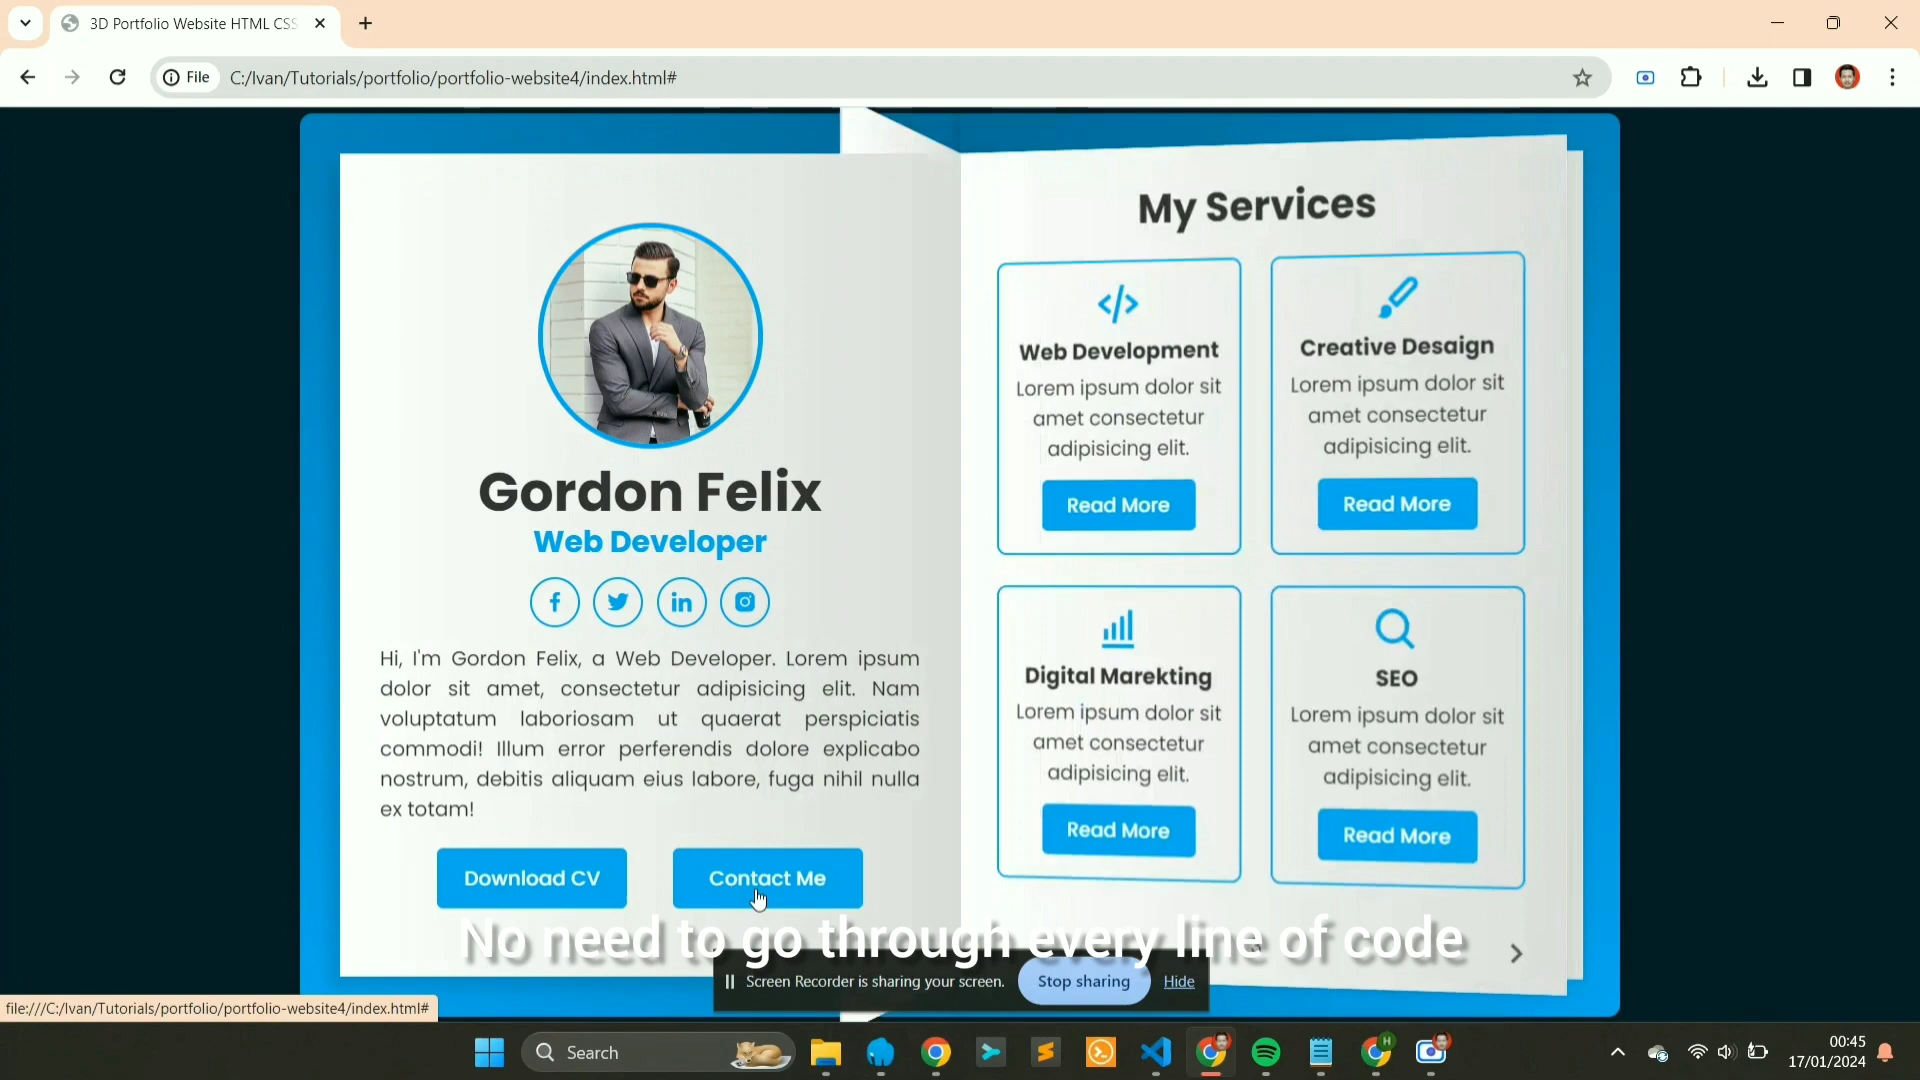 3D Portfolio Website HTML CSS
File
C:/Ivan/Tutorials/portfolio/portfolio-website4/index.html#
Gordon Felix
Web Developer
Hi, I'm Gordon Felix, a Web Developer. Lorem ipsum
dolor sit amet, consectetur adipisicing elit. Nam
voluptatum laboriosam ut quaerat perspiciatis
commodi! Illum error perferendis dolore explicabo
nostrum, debitis aliquam eius labore, fuga nihil nulla
ex totam!
Download CV
Contact Me
My Services
Web Development
Lorem ipsum dolor sit
amet consectetur
adipisicing elit.
Read More
Creative Desaign
Lorem ipsum dolor sit
amet consectetur
adipisicing elit.
Read More
Digital Marekting
Lorem ipsum dolor sit
amet consectetur
adipisicing elit.
Read More
SEO
Lorem ipsum dolor sit
amet consectetur
adipisicing elit.
Read More
No need to go through every line of code
Screen Recorder is sharing your screen.
Stop sharing
Hide
file:///C:/Ivan/Tutorials/portfolio/portfolio-website4/index.html#
Search
00:45
17/01/2024